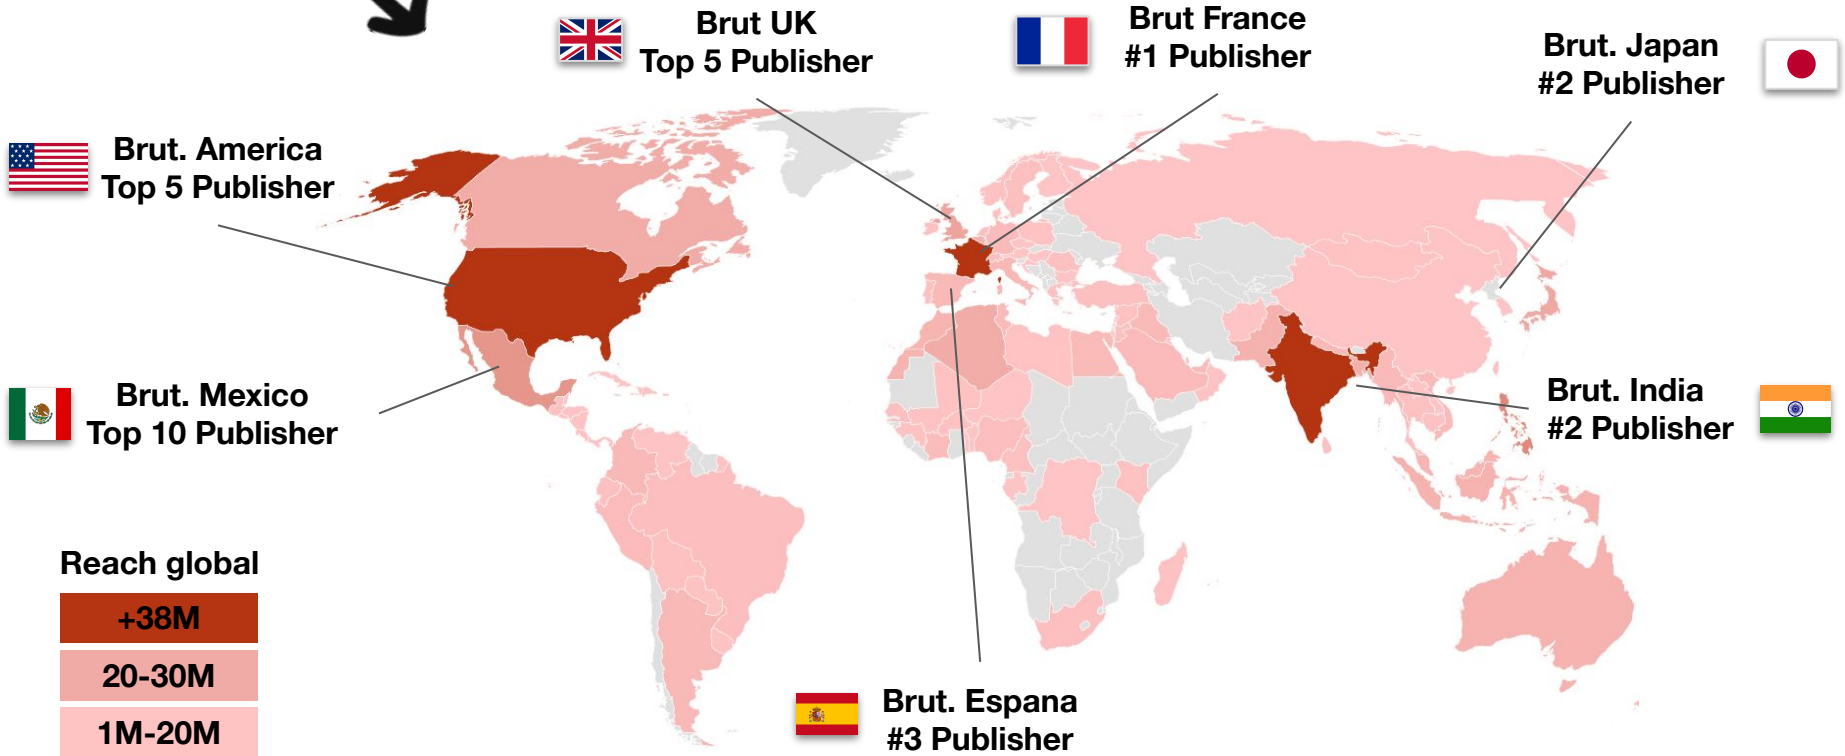 Brut UK
Top 5 Publisher
Brut France
#1 Publisher
Brut. Japan
#2 Publisher
Brut. America
Top 5 Publisher
Brut. Mexico
Top 10 Publisher
Brut. India
#2 Publisher
Reach global
+38M
20-30M
1M-20M
Brut. Espana
#3 Publisher